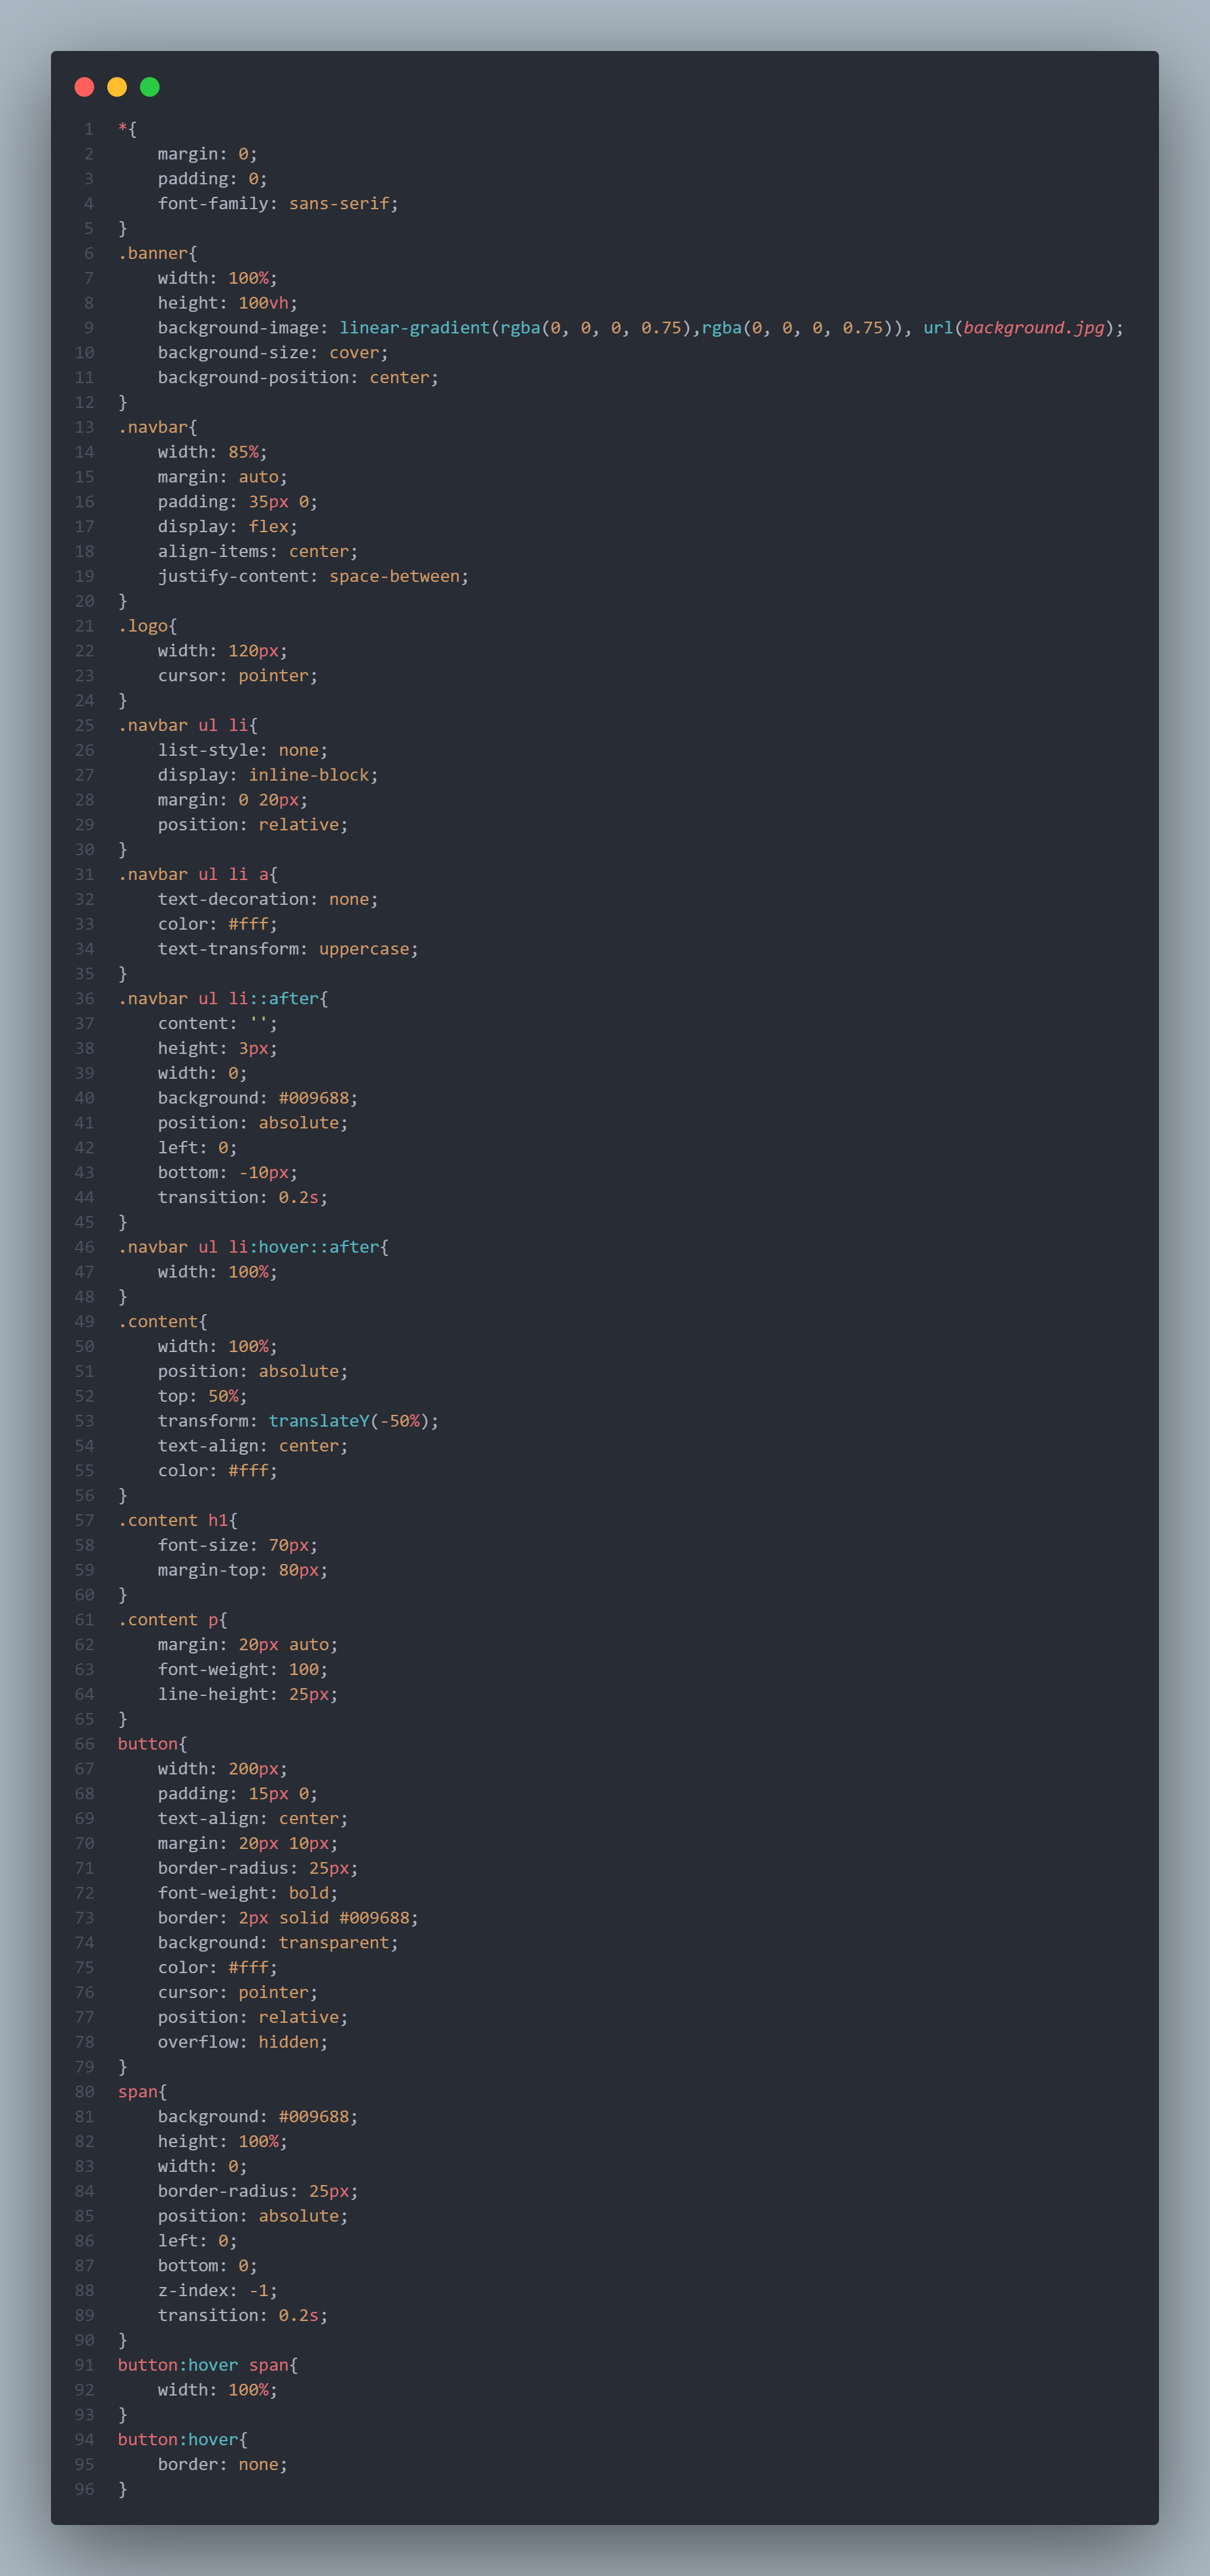 1 *{
2     margin: 0;
3     padding: 0;
4     font-family: sans-serif;
5 }
6 .banner{
7     width: 100%;
8     height: 100vh;
9     background-image: linear-gradient(rgba(0, 0, 0, 0.75),rgba(0, 0, 0, 0.75)), url(background.jpg);
10     background-size: cover;
11     background-position: center;
12 }
13 .navbar{
14     width: 85%;
15     margin: auto;
16     padding: 35px 0;
17     display: flex;
18     align-items: center;
19     justify-content: space-between;
20 }
21 .logo{
22     width: 120px;
23     cursor: pointer;
24 }
25 .navbar ul li{
26     list-style: none;
27     display: inline-block;
28     margin: 0 20px;
29     position: relative;
30 }
31 .navbar ul li a{
32     text-decoration: none;
33     color: #fff;
34     text-transform: uppercase;
35 }
36 .navbar ul li::after{
37     content: '';
38     height: 3px;
39     width: 0;
40     background: #009688;
41     position: absolute;
42     left: 0;
43     bottom: -10px;
44     transition: 0.2s;
45 }
46 .navbar ul li:hover::after{
47     width: 100%;
48 }
49 .content{
50     width: 100%;
51     position: absolute;
52     top: 50%;
53     transform: translateY(-50%);
54     text-align: center;
55     color: #fff;
56 }
57 .content h1{
58     font-size: 70px;
59     margin-top: 80px;
60 }
61 .content p{
62     margin: 20px auto;
63     font-weight: 100;
64     line-height: 25px;
65 }
66 button{
67     width: 200px;
68     padding: 15px 0;
69     text-align: center;
70     margin: 20px 10px;
71     border-radius: 25px;
72     font-weight: bold;
73     border: 2px solid #009688;
74     background: transparent;
75     color: #fff;
76     cursor: pointer;
77     position: relative;
78     overflow: hidden;
79 }
80 span{
81     background: #009688;
82     height: 100%;
83     width: 0;
84     border-radius: 25px;
85     position: absolute;
86     left: 0;
87     bottom: 0;
88     z-index: -1;
89     transition: 0.2s;
90 }
91 button:hover span{
92     width: 100%;
93 }
94 button:hover{
95     border: none;
96 }